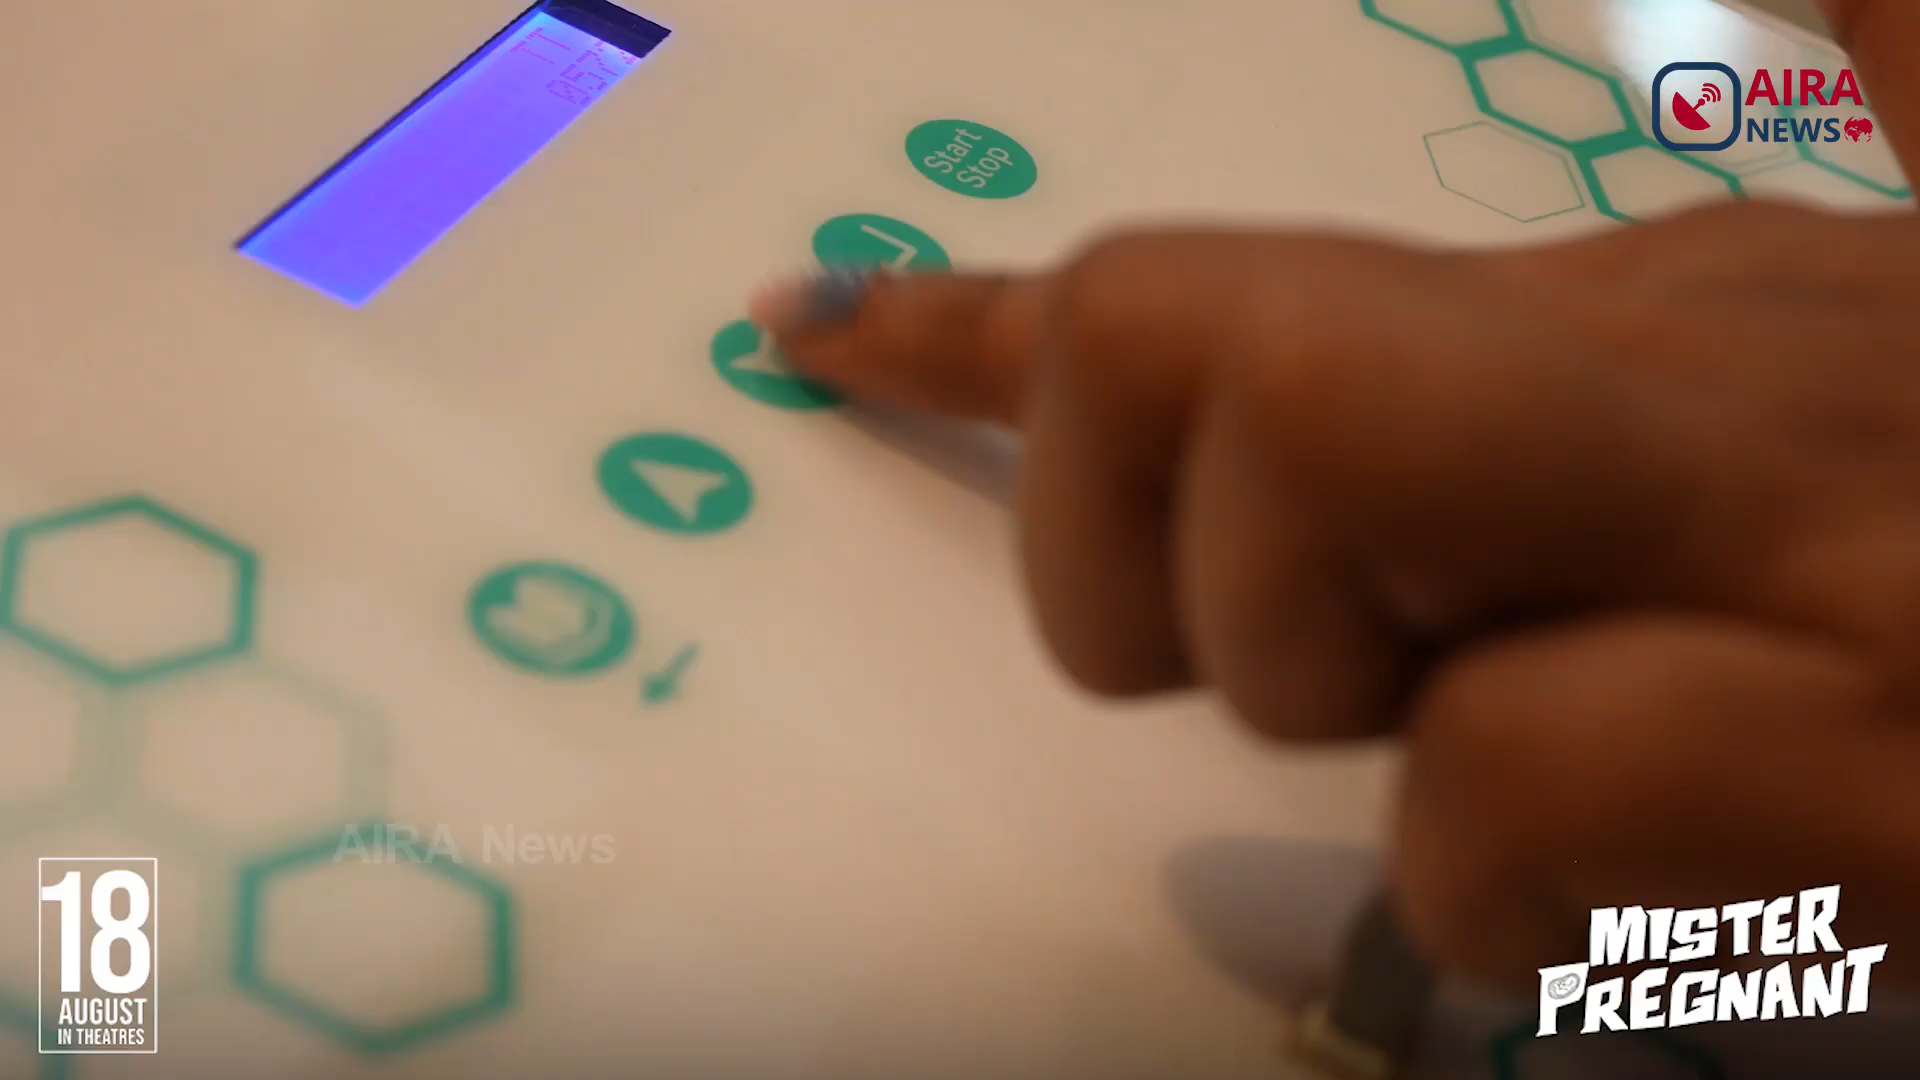 AIRA
NEWS
Start
Stop
AIRA News
18
AUGUST
IN THEATRES
MISTER
PREGNANT